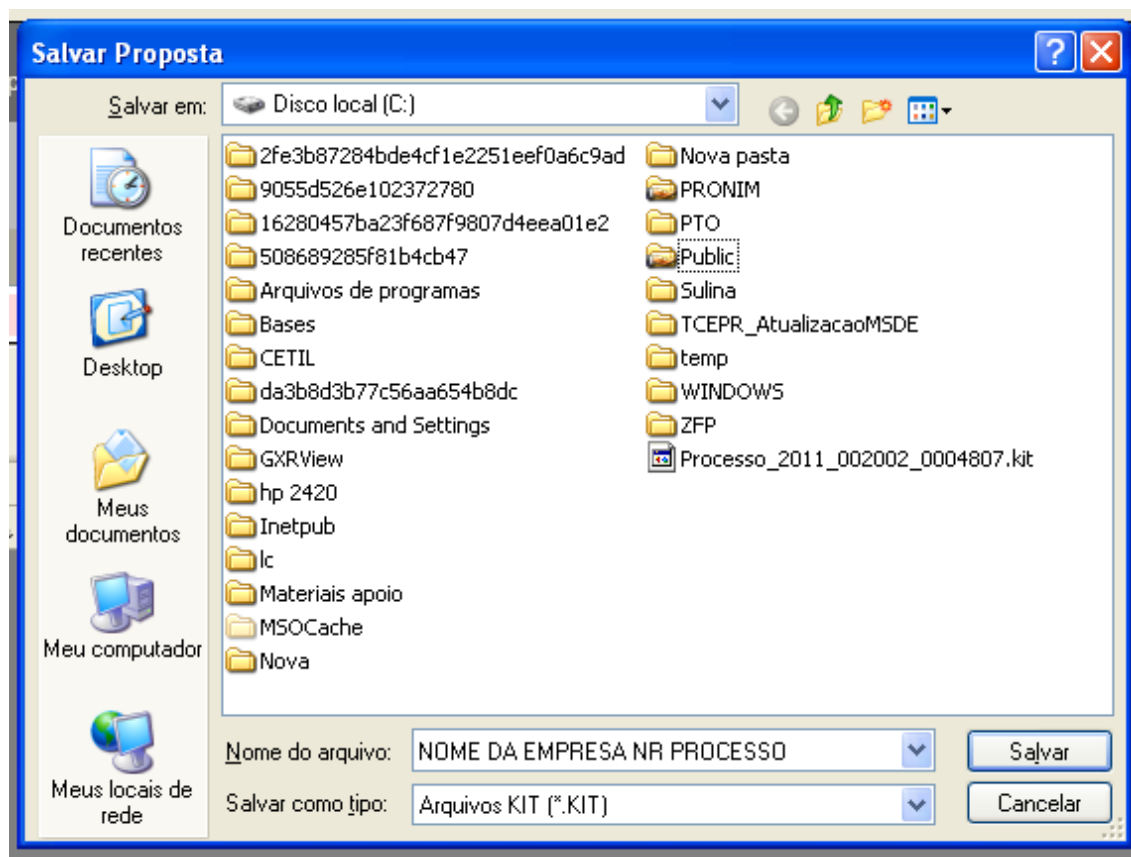 Salvar Proposta
Salvar em:
Disco local (C:)
Documentos
recentes
Desktop
Meus
documentos
Meu computador
Meus locais de
rede
2fe3b87284bde4cf1e2251eef0a6c9ad
9055d526e102372780
16280457ba23f687f9807d4eea01e2
508689285f81b4cb47
Arquivos de programas
Bases
CETIL
da3b8d3b77c56aa654b8dc
Documents and Settings
GXRView
hp 2420
Inetpub
lc
Materiais apoio
MSOCache
Nova
Nova pasta
PRONIM
PTO
Public
Sulina
TCEPR_AtualizacaoMSDE
temp
WINDOWS
ZFP
Processo_2011_002002_0004807.kit
Nome do arquivo:
NOME DA EMPRESA NR PROCESSO
Salvar
Salvar como tipo:
Arquivos KIT (*.KIT)
Cancelar